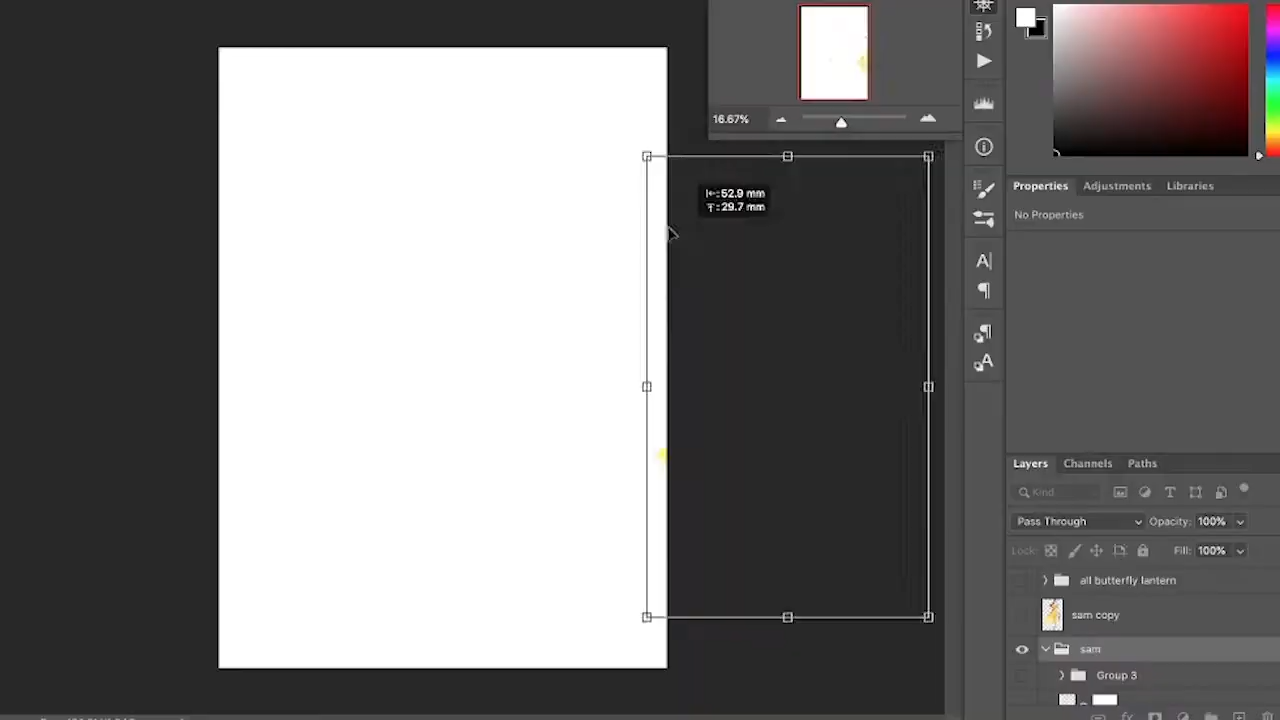 16.67%
|←:52.9 mm
⊤:29.7 mm
Properties Adjustments Libraries
No Properties
Layers Channels Paths
Kind
Pass Through Opacity: 100%
Lock: Fill: 100%
all butterfly lantern
sam copy
sam
Group 3